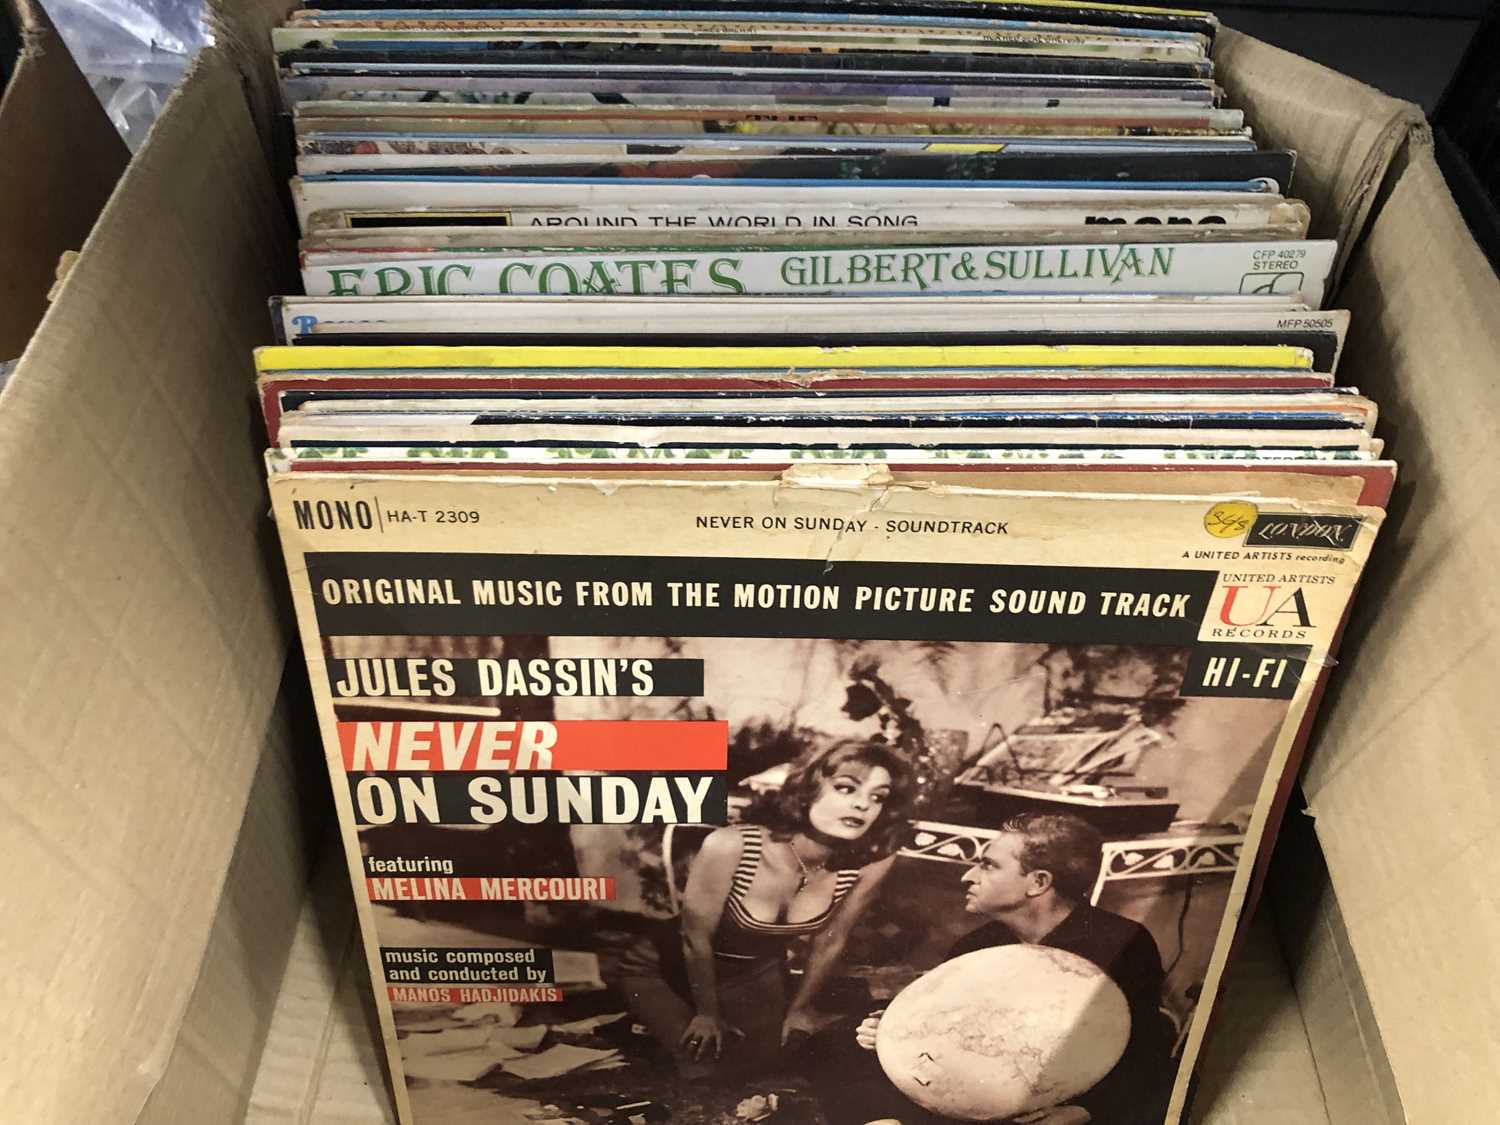 THE
AROUND THE WORLD IN SONG
mono
ERIC COATES GILBERT & SULLIVAN
CFP 40279
STEREO
MFP 50505
MONO HA-T 2309
NEVER ON SUNDAY - SOUNDTRACK
LONDON
A UNITED ARTISTS recording
ORIGINAL MUSIC FROM THE MOTION PICTURE SOUND TRACK
UNITED ARTISTS
UA
RECORDS
HI-FI
JULES DASSIN'S
NEVER
ON SUNDAY
featuring
MELINA MERCOURI
music composed
and conducted by
MANOS HADJIDAKIS